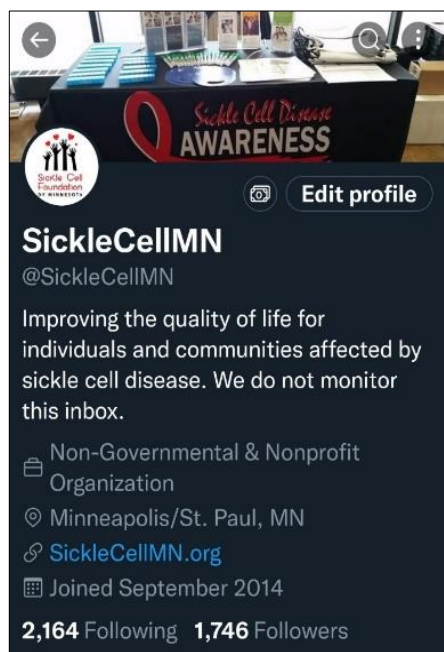 Sickle Cell Disease
AWARENESS
Sickle Cell
Foundation
OF MINNESOTA
Edit profile
SickleCellMN
@SickleCellMN
Improving the quality of life for
individuals and communities affected by
sickle cell disease. We do not monitor
this inbox.
Non-Governmental & Nonprofit
Organization
Minneapolis/St. Paul, MN
SickleCellMN.org
Joined September 2014
2,164 Following 1,746 Followers